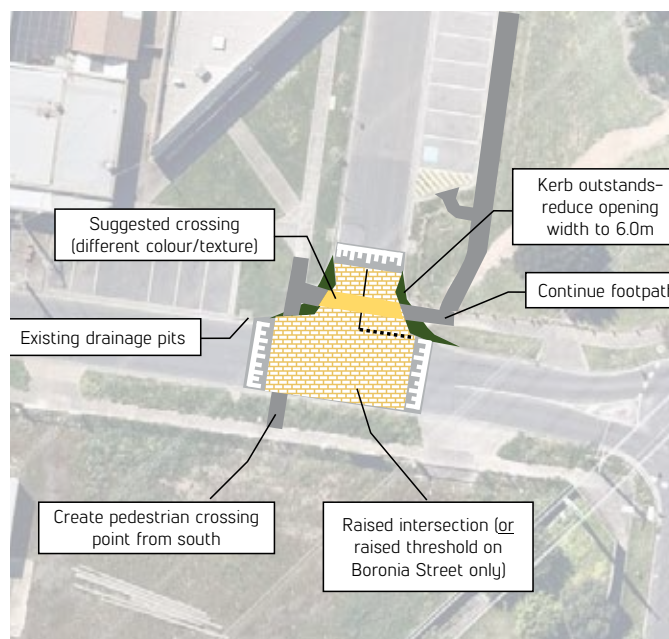 Kerb outstands-
reduce opening
width to 6.0m
Suggested crossing
(different colour/texture)
Continue footpath
Existing drainage pits
Create pedestrian crossing
point from south
Raised intersection (or
raised threshold on
Boronia Street only)